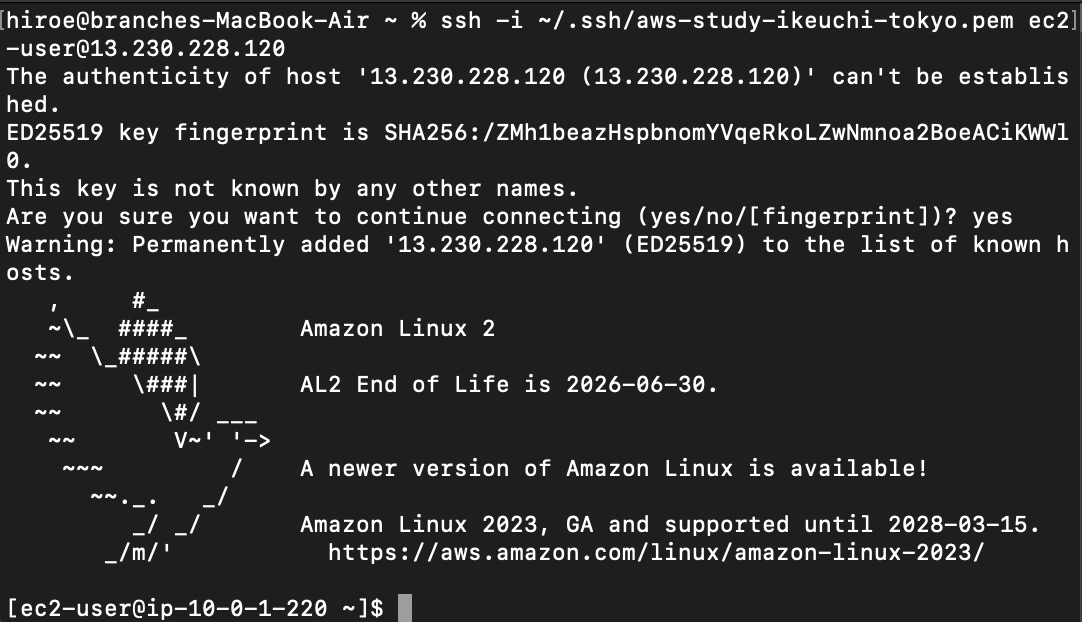 [hiroe@branches-MacBook-Air ~ % ssh -i ~/.ssh/aws-study-ikeuchi-tokyo.pem ec2]
-user@13.230.228.120
The authenticity of host '13.230.228.120 (13.230.228.120)' can't be establis
hed.
ED25519 key fingerprint is SHA256:/ZMh1beazHspbnomYVqeRkoLZwNmnoa2BoeACiKWWl
0.
This key is not known by any other names.
Are you sure you want to continue connecting (yes/no/[fingerprint])? yes
Warning: Permanently added '13.230.228.120' (ED25519) to the list of known h
osts.
   ,     #_
   ~\_  ####_        Amazon Linux 2
  ~~  \_#####\
  ~~     \###|       AL2 End of Life is 2026-06-30.
  ~~       \#/ ___
   ~~       V~' '->
    ~~~         /    A newer version of Amazon Linux is available!
      ~~._.   _/
         _/ _/       Amazon Linux 2023, GA and supported until 2028-03-15.
       _/m/'           https://aws.amazon.com/linux/amazon-linux-2023/

[ec2-user@ip-10-0-1-220 ~]$